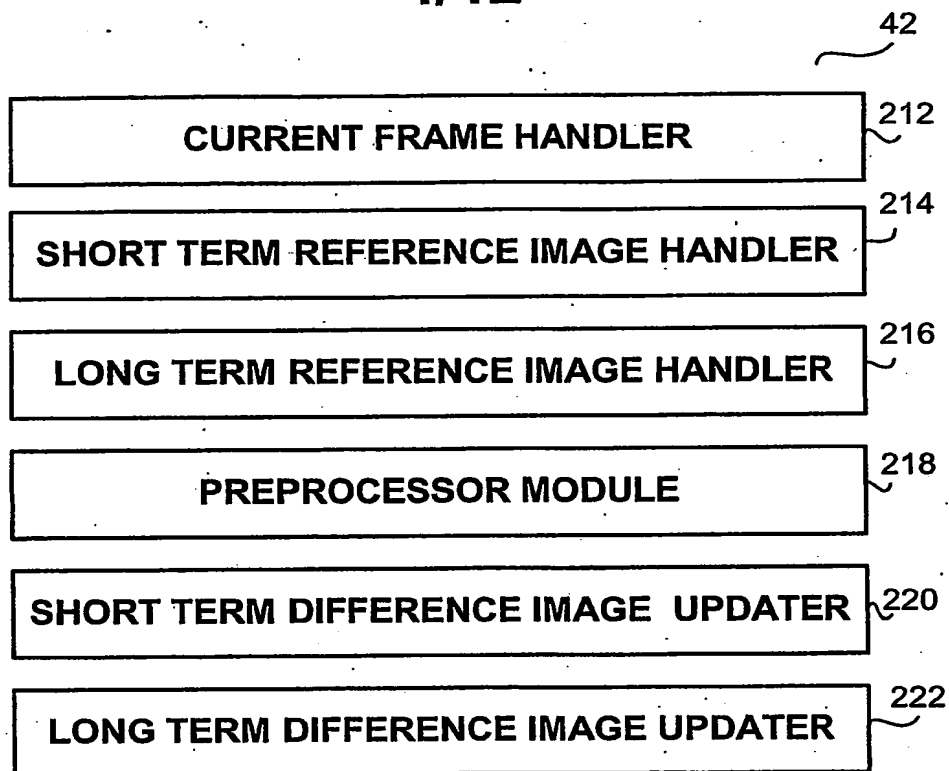 42
CURRENT FRAME HANDLER 212
SHORT TERM REFERENCE IMAGE HANDLER 214
LONG TERM REFERENCE IMAGE HANDLER 216
PREPROCESSOR MODULE 218
SHORT TERM DIFFERENCE IMAGE UPDATER 220
LONG TERM DIFFERENCE IMAGE UPDATER 222